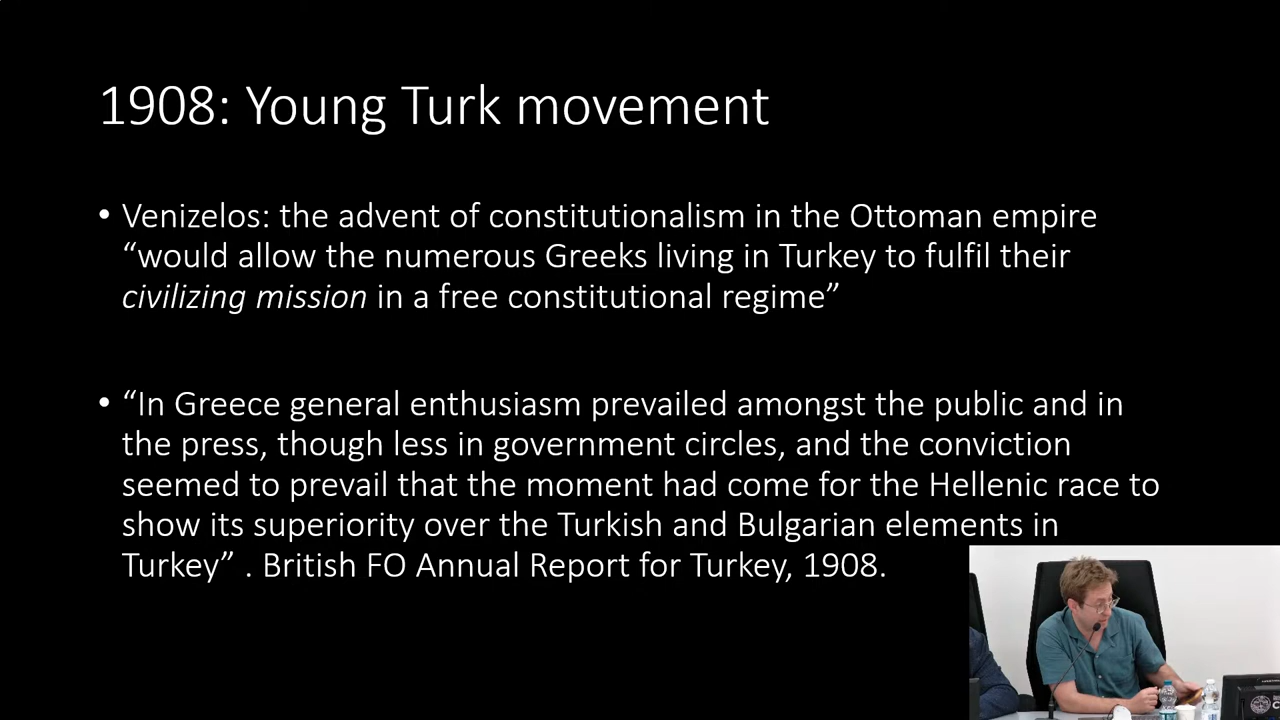 1908: Young Turk movement
• Venizelos: the advent of constitutionalism in the Ottoman empire
“would allow the numerous Greeks living in Turkey to fulfil their
civilizing mission in a free constitutional regime”
• “In Greece general enthusiasm prevailed amongst the public and in
the press, though less in government circles, and the conviction
seemed to prevail that the moment had come for the Hellenic race to
show its superiority over the Turkish and Bulgarian elements in
Turkey” . British FO Annual Report for Turkey, 1908.